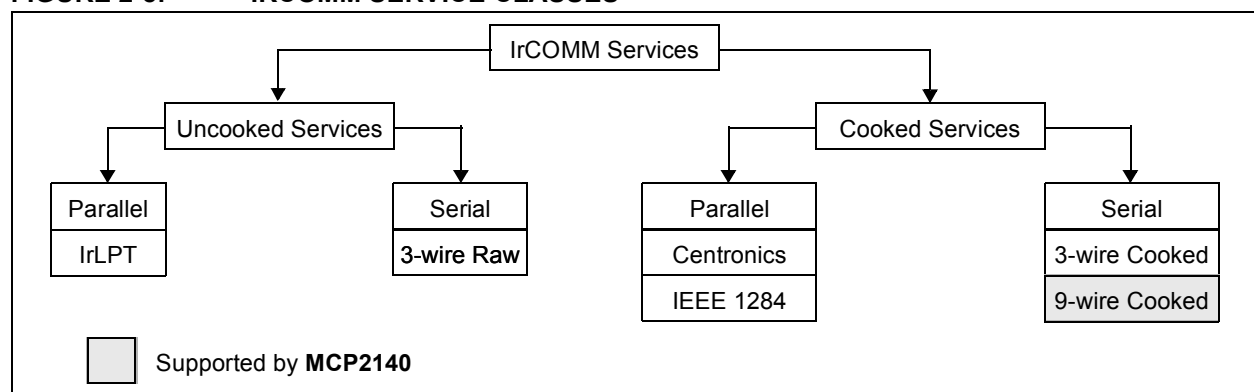 IrCOMM Services
Uncooked Services
Cooked Services
Parallel
IrLPT
Serial
3-wire Raw
Parallel
Centronics
IEEE 1284
Serial
3-wire Cooked
9-wire Cooked
Supported by MCP2140